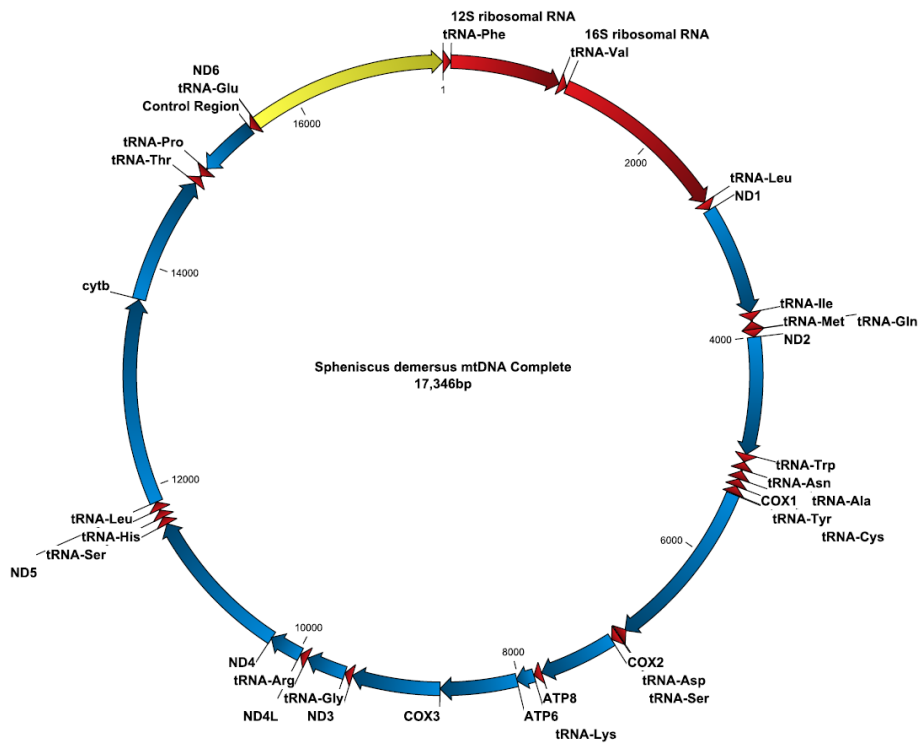 12S ribosomal RNA
tRNA-Phe
16S ribosomal RNA
tRNA-Val
1
ND6
tRNA-Glu
Control Region
16000
tRNA-Pro
tRNA-Thr
2000
tRNA-Leu
ND1
14000
cytb
tRNA-Ile
tRNA-Met tRNA-Gln
4000 ND2
Spheniscus demersus mtDNA Complete
17,346bp
tRNA-Trp
12000
tRNA-Asn
COX1 tRNA-Ala
tRNA-Leu
tRNA-Tyr
tRNA-His
tRNA-Cys
tRNA-Ser
6000
ND5
10000
8000
ND4
COX2
tRNA-Arg
tRNA-Asp
tRNA-Gly
ATP8
tRNA-Ser
ND4L
ND3
COX3
ATP6
tRNA-Lys